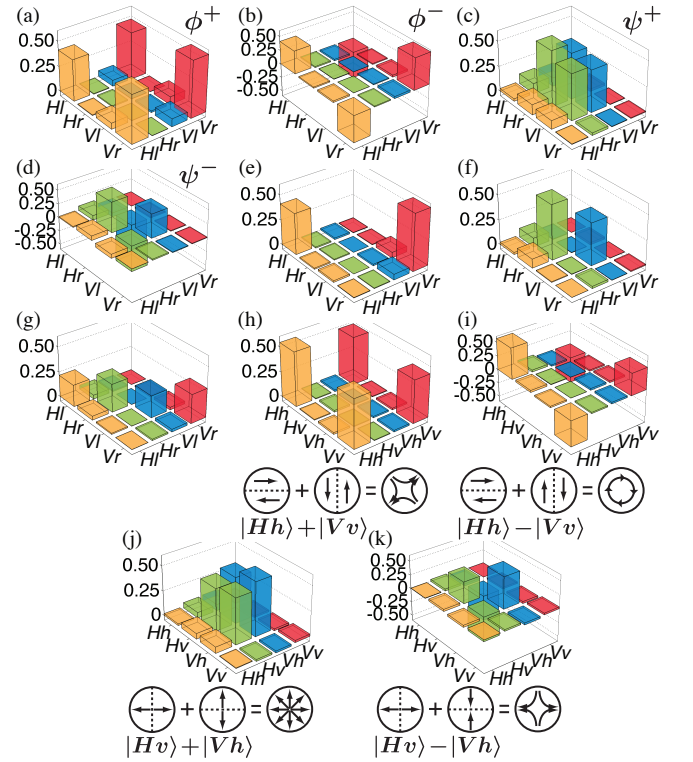 (a)
ϕ⁺
0.50
0.25
0
Hl
Hr
Vl
Vr
Hl
Hr
Vl
Vr
(b)
ϕ⁻
0.50
0.25
0
-0.25
-0.50
Hl
Hr
Vl
Vr
Hl
Hr
Vl
Vr
(c)
ψ⁺
0.50
0.25
0
Hl
Hr
Vl
Vr
Hl
Hr
Vl
Vr
(d)
ψ⁻
0.50
0.25
0
-0.25
-0.50
Hl
Hr
Vl
Vr
Hl
Hr
Vl
Vr
(e)
0.50
0.25
0
Hl
Hr
Vl
Vr
Hl
Hr
Vl
Vr
(f)
0.50
0.25
0
Hl
Hr
Vl
Vr
Hl
Hr
Vl
Vr
(g)
0.50
0.25
0
Hl
Hr
Vl
Vr
Hl
Hr
Vl
Vr
(h)
0.50
0.25
0
Hh
Hv
Vh
Vv
Hh
Hv
Vh
Vv
+ =
|Hh⟩+|Vv⟩
(i)
0.50
0.25
0
-0.25
-0.50
Hh
Hv
Vh
Vv
Hh
Hv
Vh
Vv
+ =
|Hh⟩−|Vv⟩
(j)
0.50
0.25
0
Hh
Hv
Vh
Vv
Hh
Hv
Vh
Vv
+ =
|Hv⟩+|Vh⟩
(k)
0.50
0.25
0
-0.25
-0.50
Hh
Hv
Vh
Vv
Hh
Hv
Vh
Vv
+ =
|Hv⟩−|Vh⟩